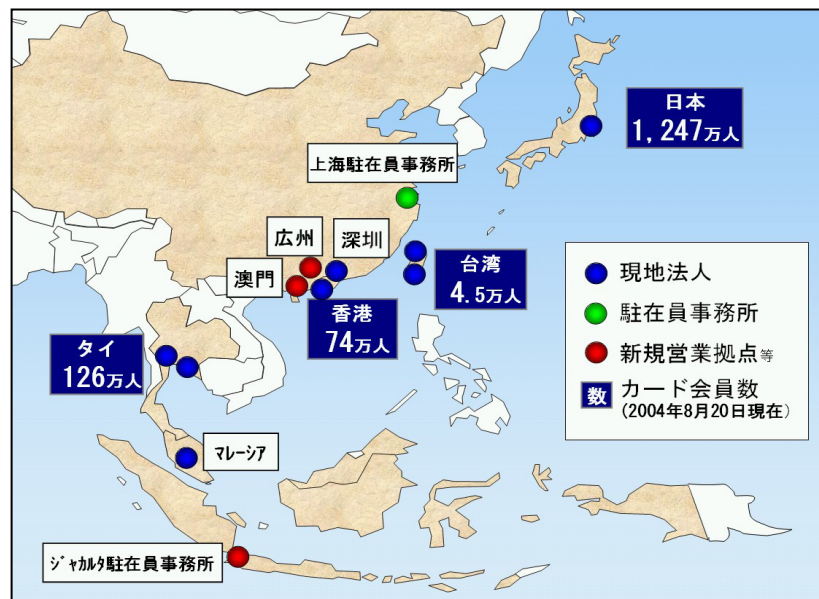 日本
1,247万人
上海駐在員事務所
広州
深圳
澳門
台湾
4.5万人
香港
74万人
タイ
126万人
マレーシア
ジャカルタ駐在員事務所
現地法人
駐在員事務所
新規営業拠点等
数 カード会員数
(2004年8月20日現在)